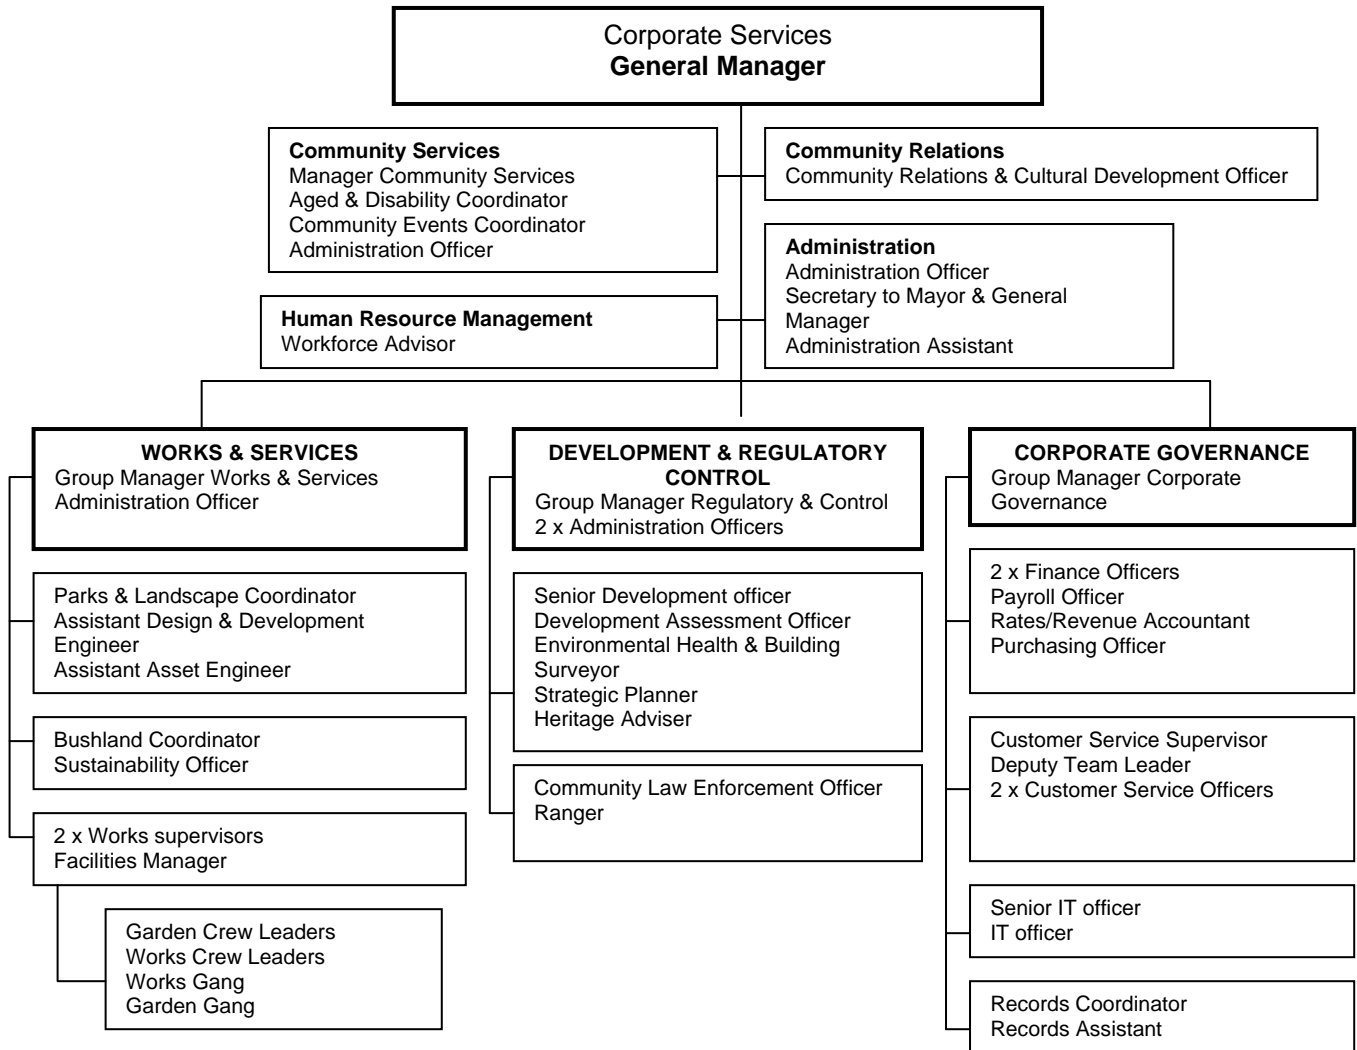 Corporate Services
General Manager
Community Services
Manager Community Services
Aged & Disability Coordinator
Community Events Coordinator
Administration Officer
Community Relations
Community Relations & Cultural Development Officer
Administration
Administration Officer
Secretary to Mayor & General
Manager
Administration Assistant
Human Resource Management
Workforce Advisor
WORKS & SERVICES
Group Manager Works & Services
Administration Officer
Parks & Landscape Coordinator
Assistant Design & Development
Engineer
Assistant Asset Engineer
Bushland Coordinator
Sustainability Officer
2 x Works supervisors
Facilities Manager
Garden Crew Leaders
Works Crew Leaders
Works Gang
Garden Gang
DEVELOPMENT & REGULATORY
CONTROL
Group Manager Regulatory & Control
2 x Administration Officers
Senior Development officer
Development Assessment Officer
Environmental Health & Building
Surveyor
Strategic Planner
Heritage Adviser
Community Law Enforcement Officer
Ranger
CORPORATE GOVERNANCE
Group Manager Corporate
Governance
2 x Finance Officers
Payroll Officer
Rates/Revenue Accountant
Purchasing Officer
Customer Service Supervisor
Deputy Team Leader
2 x Customer Service Officers
Senior IT officer
IT officer
Records Coordinator
Records Assistant